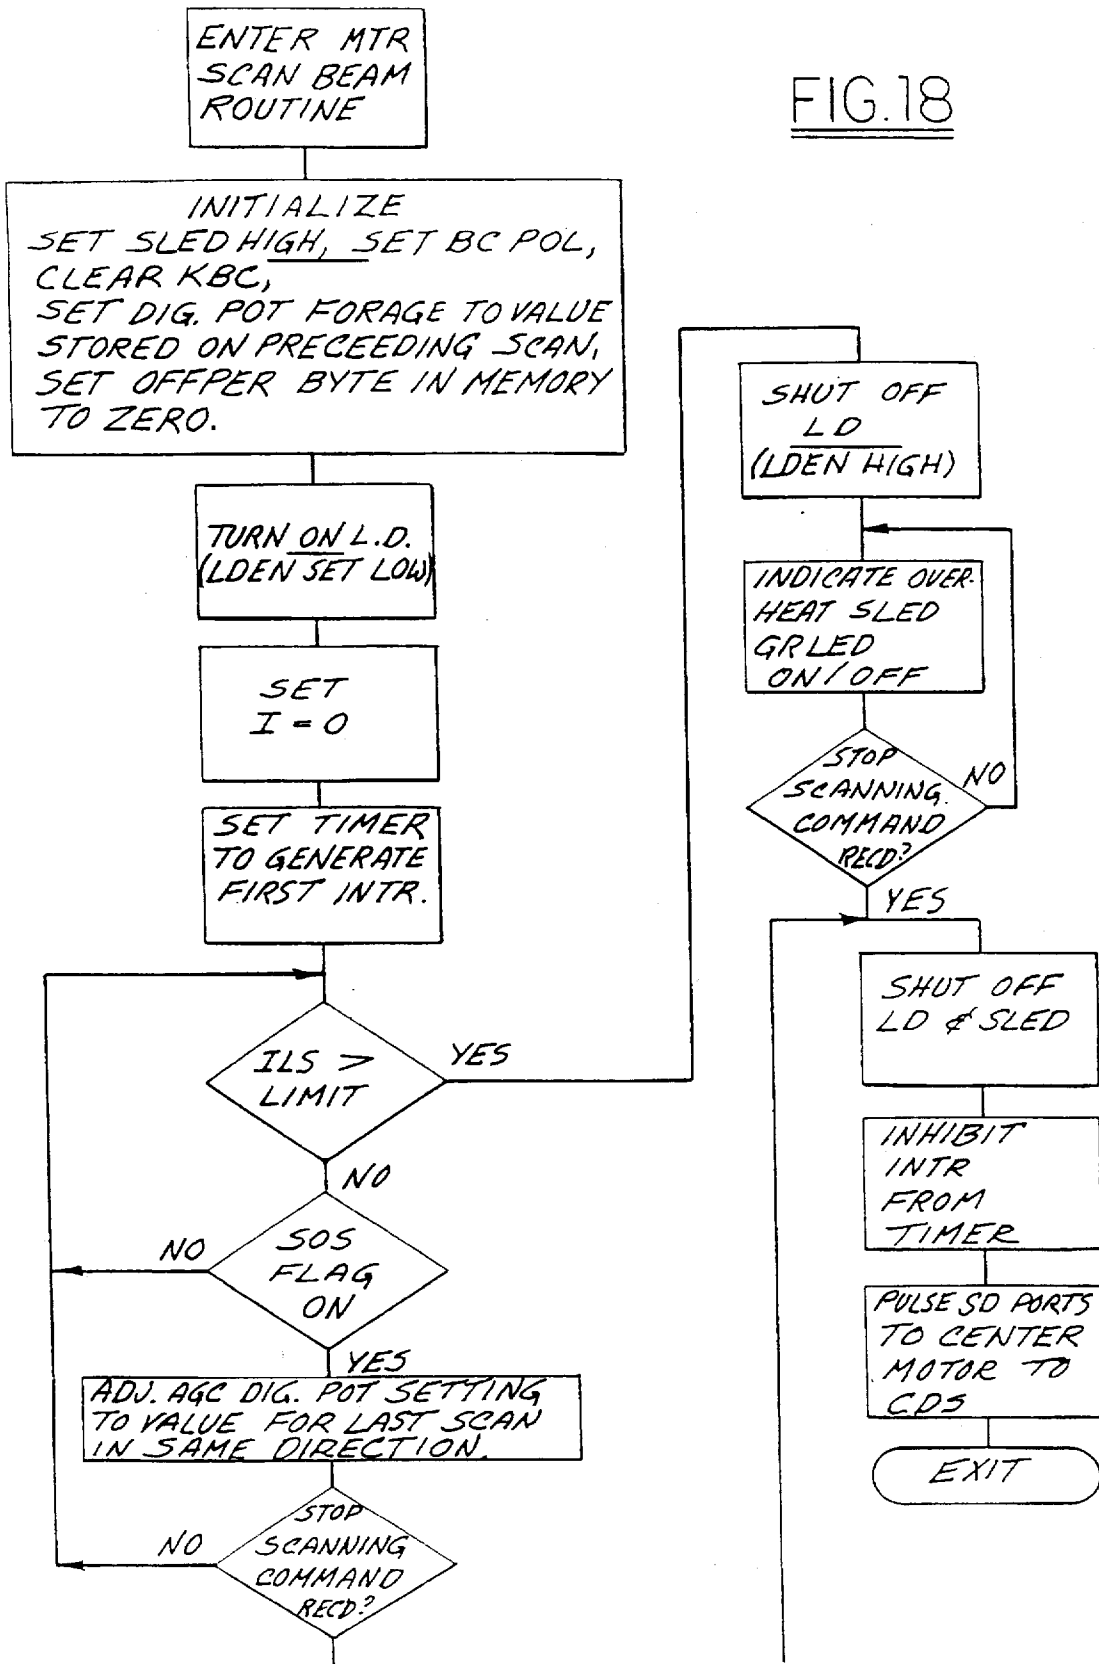 ENTER MTR
SCAN BEAM
ROUTINE
FIG.18
INITIALIZE
SET SLED HIGH, SET BC POL,
CLEAR KBC,
SET DIG. POT FORAGE TO VALUE
STORED ON PRECEEDING SCAN,
SET OFFPER BYTE IN MEMORY
TO ZERO.
TURN ON L.D.
(LDEN SET LOW)
SET
I = 0
SET TIMER
TO GENERATE
FIRST INTR.
ILS >
LIMIT
YES
NO
SOS
FLAG
ON
NO
YES
ADJ. AGC DIG. POT SETTING
TO VALUE FOR LAST SCAN
IN SAME DIRECTION.
STOP
SCANNING
COMMAND
RECD?
NO
SHUT OFF
LD
(LDEN HIGH)
INDICATE OVER-
HEAT SLED
GRLED
ON/OFF
STOP
SCANNING
COMMAND
RECD?
NO
YES
SHUT OFF
LD & SLED
INHIBIT
INTR
FROM
TIMER
PULSE SD PORTS
TO CENTER
MOTOR TO
CDS
EXIT